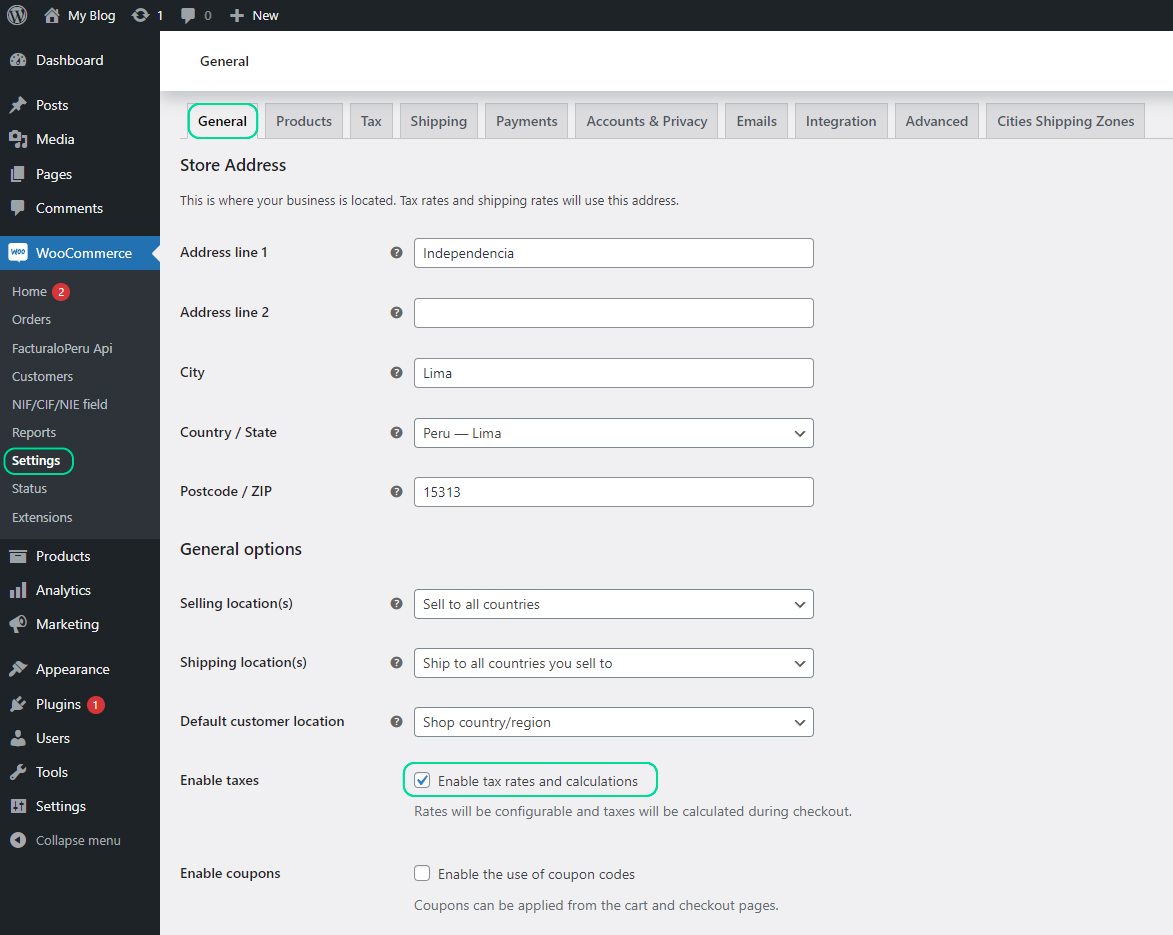 My Blog 1 0 New
Dashboard
Posts
Media
Pages
Comments
WooCommerce
Home 2
Orders
FacturaloPeru Api
Customers
NIF/CIF/NIE field
Reports
Settings
Status
Extensions
Products
Analytics
Marketing
Appearance
Plugins 1
Users
Tools
Settings
Collapse menu
General
General Products Tax Shipping Payments Accounts & Privacy Emails Integration Advanced Cities Shipping Zones
Store Address
This is where your business is located. Tax rates and shipping rates will use this address.
Address line 1 ? Independencia
Address line 2 ?
City ? Lima
Country / State ? Peru — Lima
Postcode / ZIP ? 15313
General options
Selling location(s) ? Sell to all countries
Shipping location(s) ? Ship to all countries you sell to
Default customer location ? Shop country/region
Enable taxes Enable tax rates and calculations
Rates will be configurable and taxes will be calculated during checkout.
Enable coupons Enable the use of coupon codes
Coupons can be applied from the cart and checkout pages.